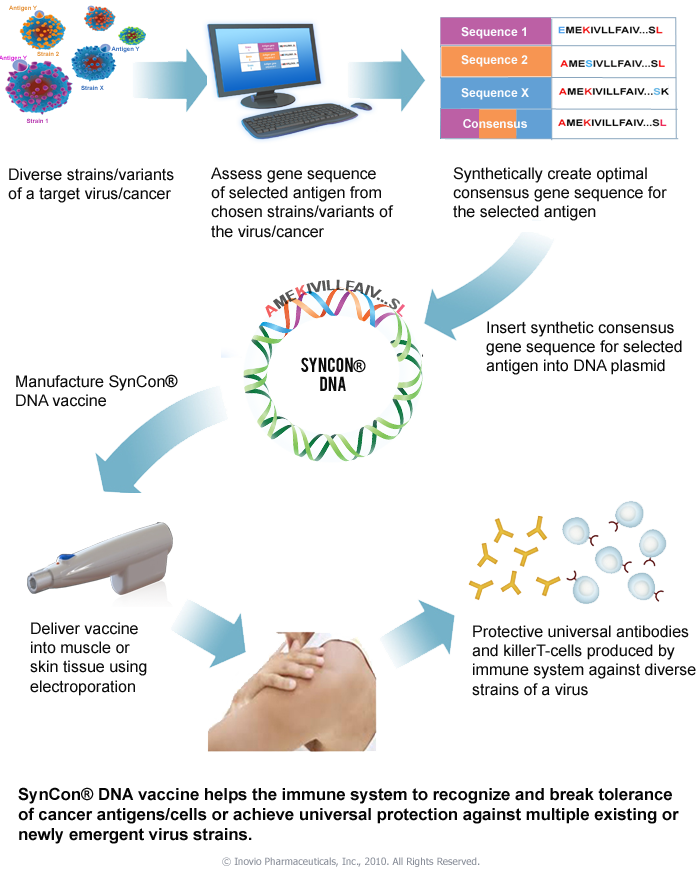 Antigen Y
Strain 2
Antigen Y
Antigen Y
Strain X
Strain 1
Sequence 1
EMEKIVLLFAIV...SL
Sequence 2
AMESIVLLFAIV...SL
Sequence X
AMEKIVLLFAIV...SK
Consensus
AMEKIVLLFAIV...SL
Diverse strains/variants
of a target virus/cancer
Assess gene sequence
of selected antigen from
chosen strains/variants of
the virus/cancer
Synthetically create optimal
consensus gene sequence for
the selected antigen
AMEKIVILLFAIV...SL
SYNCON®
DNA
Insert synthetic consensus
gene sequence for selected
antigen into DNA plasmid
Manufacture SynCon®
DNA vaccine
Deliver vaccine
into muscle or
skin tissue using
electroporation
Protective universal antibodies
and killerT-cells produced by
immune system against diverse
strains of a virus
SynCon® DNA vaccine helps the immune system to recognize and break tolerance
of cancer antigens/cells or achieve universal protection against multiple existing or
newly emergent virus strains.
© Inovio Pharmaceuticals, Inc., 2010. All Rights Reserved.